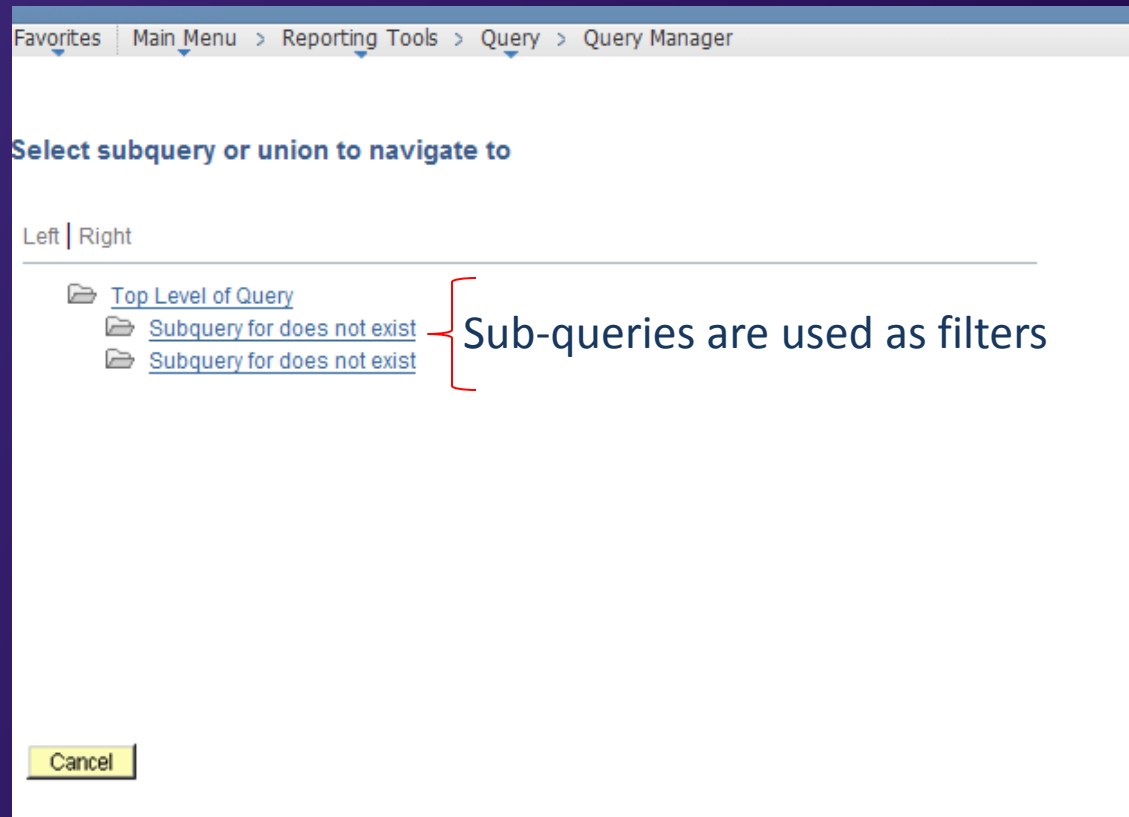 Favorites | Main Menu > Reporting Tools > Query > Query Manager
Select subquery or union to navigate to
Left | Right
Top Level of Query
Subquery for does not exist
Subquery for does not exist
Sub-queries are used as filters
Cancel